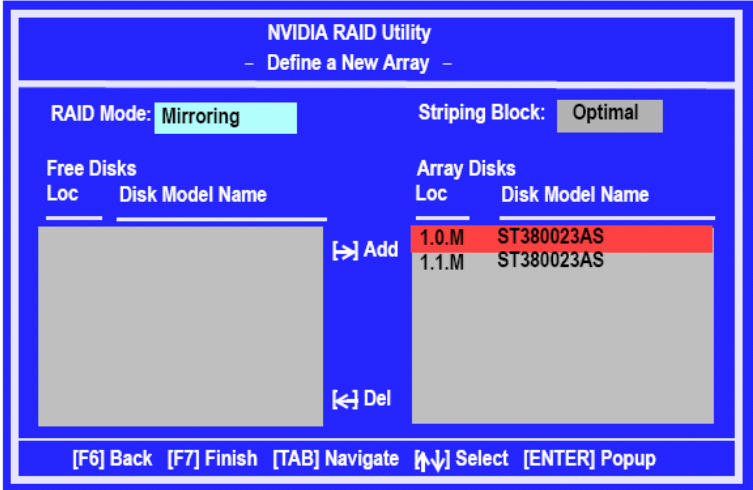 NVIDIA RAID Utility
– Define a New Array –
RAID Mode: Mirroring Striping Block: Optimal
Free Disks Array Disks
Loc Disk Model Name Loc Disk Model Name
1.0.M ST380023AS
[→] Add
1.1.M ST380023AS
[←] Del
[F6] Back [F7] Finish [TAB] Navigate [↑↓] Select [ENTER] Popup